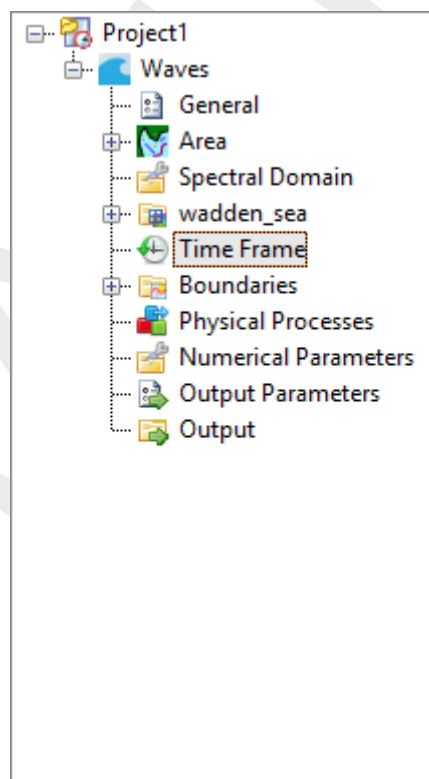 Project1
Waves
General
Area
Spectral Domain
wadden_sea
Time Frame
Boundaries
Physical Processes
Numerical Parameters
Output Parameters
Output